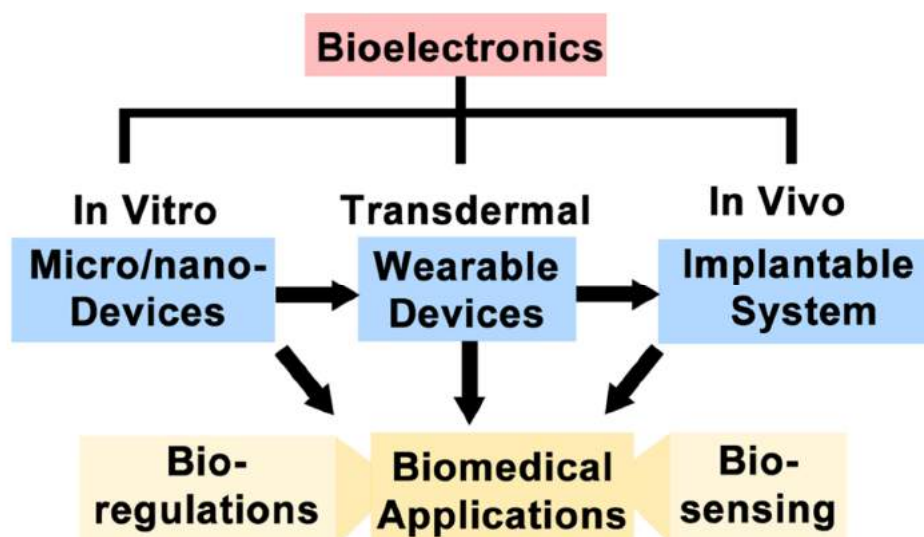 Bioelectronics
In Vitro
Transdermal
In Vivo
Micro/nano-
Devices
Wearable
Devices
Implantable
System
Bio-
regulations
Biomedical
Applications
Bio-
sensing